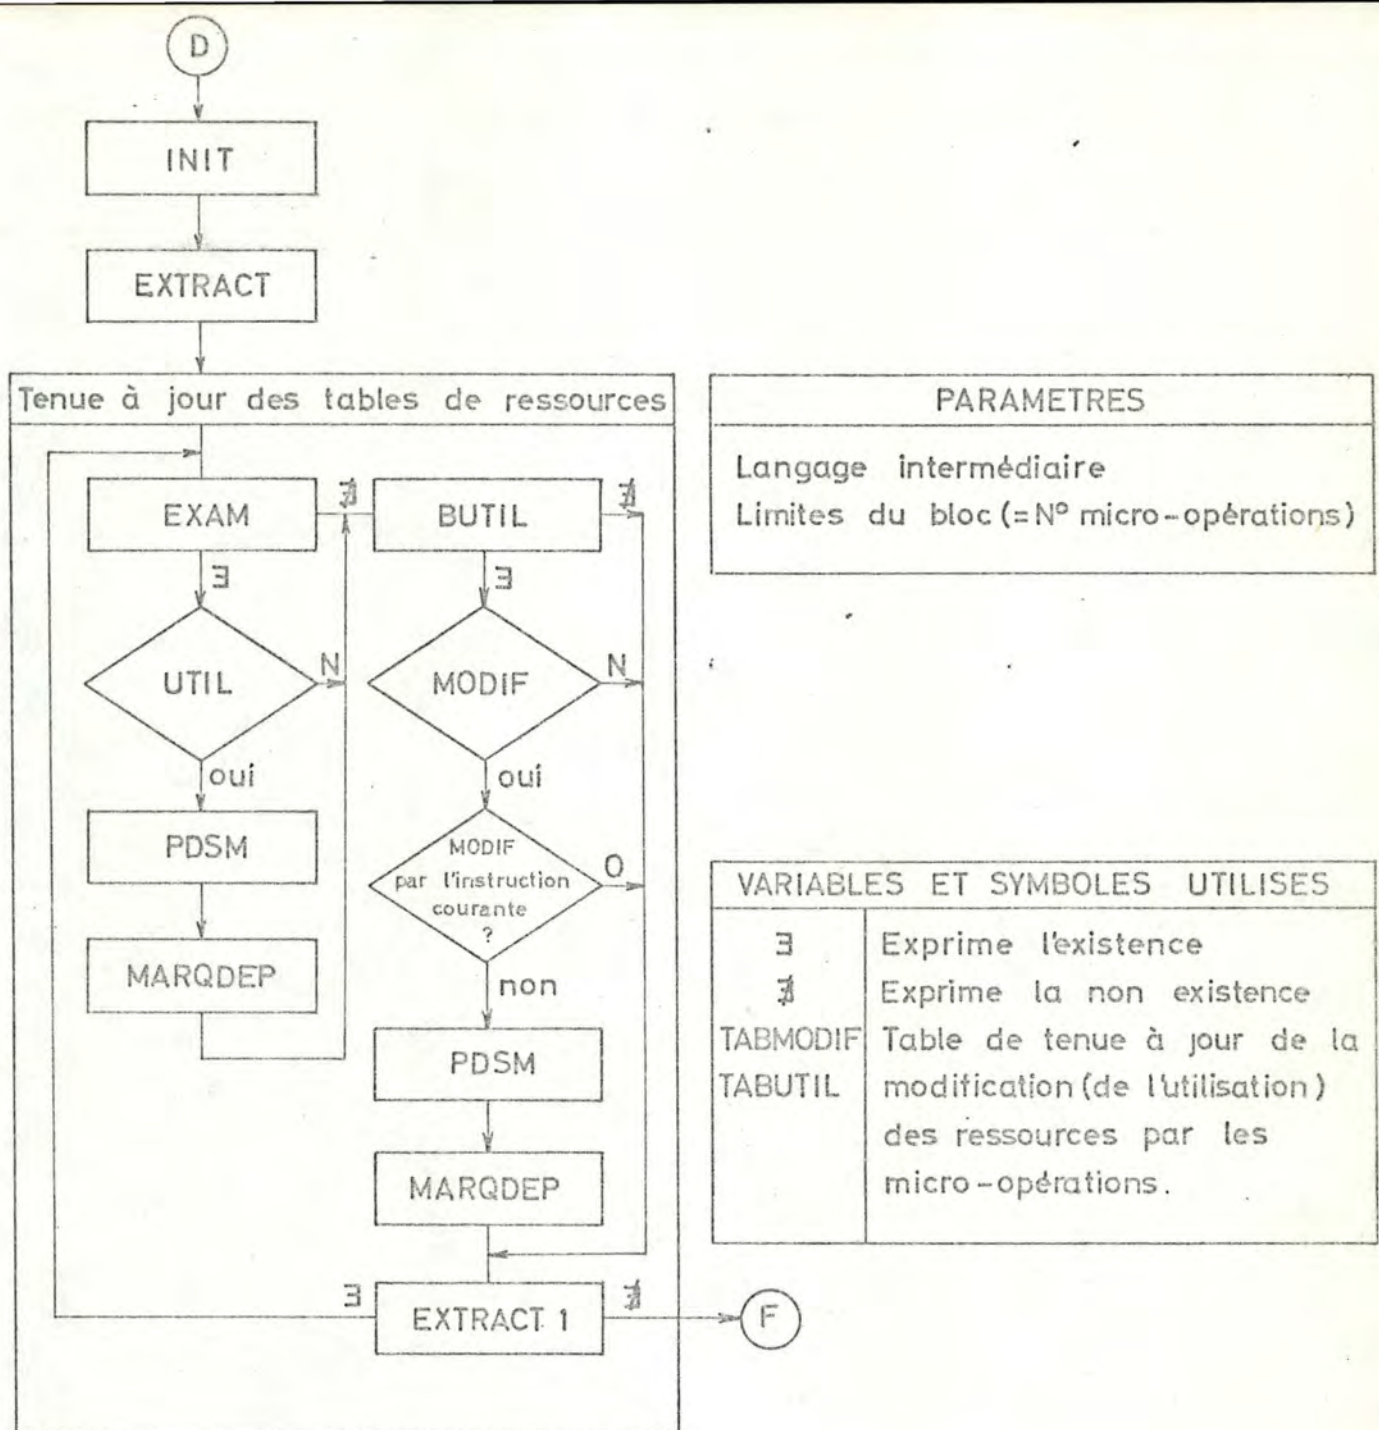 D
INIT
EXTRACT
Tenue à jour des tables de ressources
EXAM
∄
BUTIL
∄
∃
∃
UTIL
N
MODIF
N
oui
oui
PDSM
MODIF
par l'instruction
courante
?
O
MARQDEP
non
PDSM
MARQDEP
∃
EXTRACT 1
∄
F
PARAMETRES
Langage intermédiaire
Limites du bloc (= N° micro-opérations)
VARIABLES ET SYMBOLES UTILISES
∃ Exprime l'existence
∄ Exprime la non existence
TABMODIF Table de tenue à jour de la
TABUTIL modification (de l'utilisation)
des ressources par les
micro-opérations.